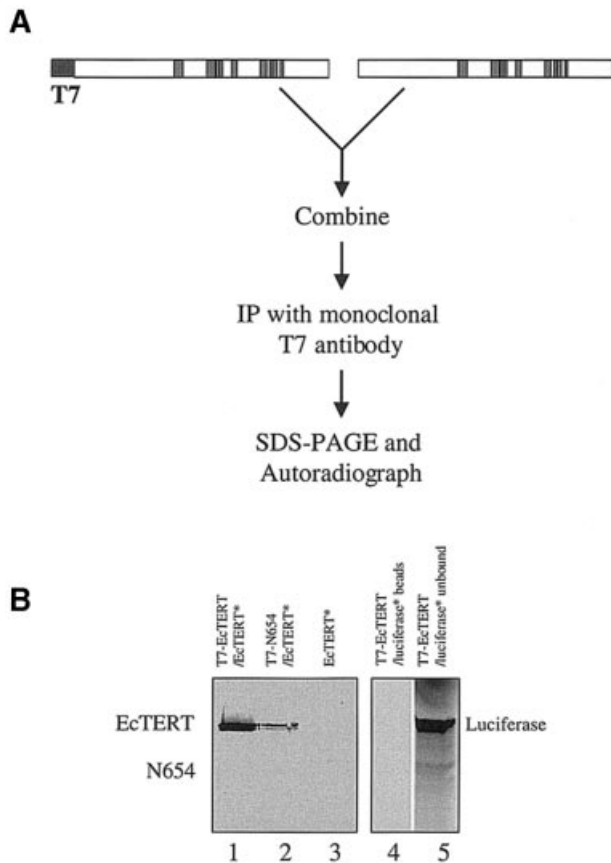 A
T7
Combine
IP with monoclonal
T7 antibody
SDS-PAGE and
Autoradiograph
B
T7-EcTERT
/EcTERT*
T7-N654
/EcTERT*
EcTERT*
T7-EcTERT
/luciferase* beads
T7-EcTERT
/luciferase* unbound
EcTERT
Luciferase
N654
1 2 3 4 5